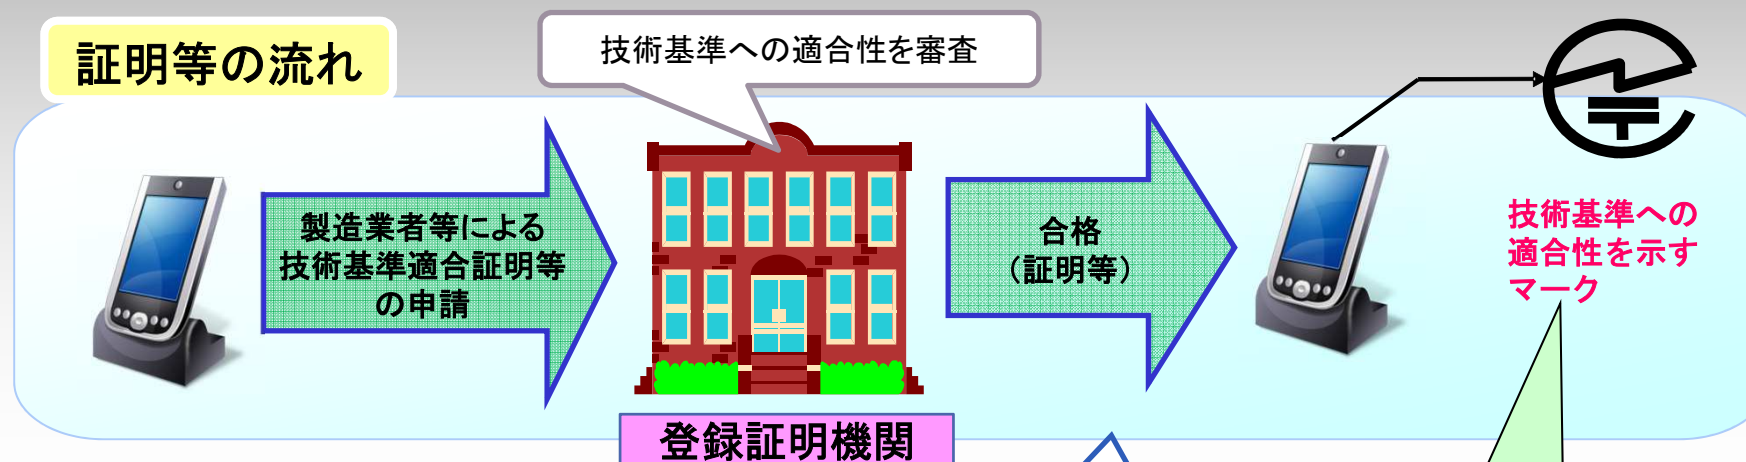 証明等の流れ
技術基準への適合性を審査
製造業者等による
技術基準適合証明等
の申請
合格
（証明等）
技術基準への
適合性を示す
マーク
登録証明機関